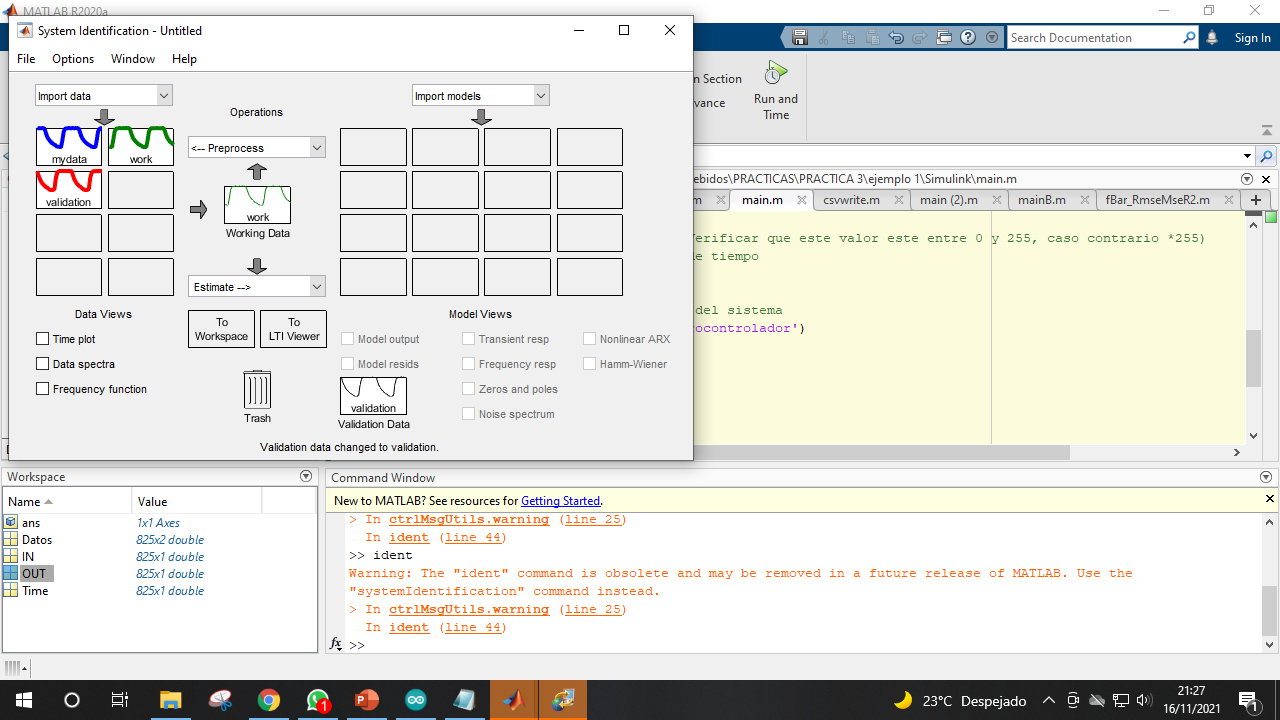 MATLAB R2020a
System Identification - Untitled
File Options Window Help
Import data
Operations
Import models
mydata
work
<-- Preprocess
validation
work
Working Data
Estimate -->
Data Views
To Workspace
To LTI Viewer
Model Views
Time plot
Data spectra
Frequency function
Model output
Transient resp
Nonlinear ARX
Model resids
Frequency resp
Hamm-Wiener
Zeros and poles
Noise spectrum
Trash
validation
Validation Data
Validation data changed to validation.
Search Documentation
Sign In
n Section
vance
Run and Time
ebidos\PRACTICAS\PRACTICA 3\ejemplo 1\Simulink\main.m
m main.m csvwrite.m main (2).m mainB.m fBar_RmseMseR2.m
erificar que este valor este entre 0 y 255, caso contrario *255)
e tiempo
del sistema
ocontrolador')
Workspace
Name Value
ans 1x1 Axes
Datos 825x2 double
IN 825x1 double
OUT 825x1 double
Time 825x1 double
Command Window
New to MATLAB? See resources for Getting Started.
> In ctrlMsgUtils.warning (line 25)
In ident (line 44)
>> ident
Warning: The "ident" command is obsolete and may be removed in a future release of MATLAB. Use the
"systemIdentification" command instead.
> In ctrlMsgUtils.warning (line 25)
In ident (line 44)
fx >>
1
23°C Despejado
21:27
16/11/2021
1